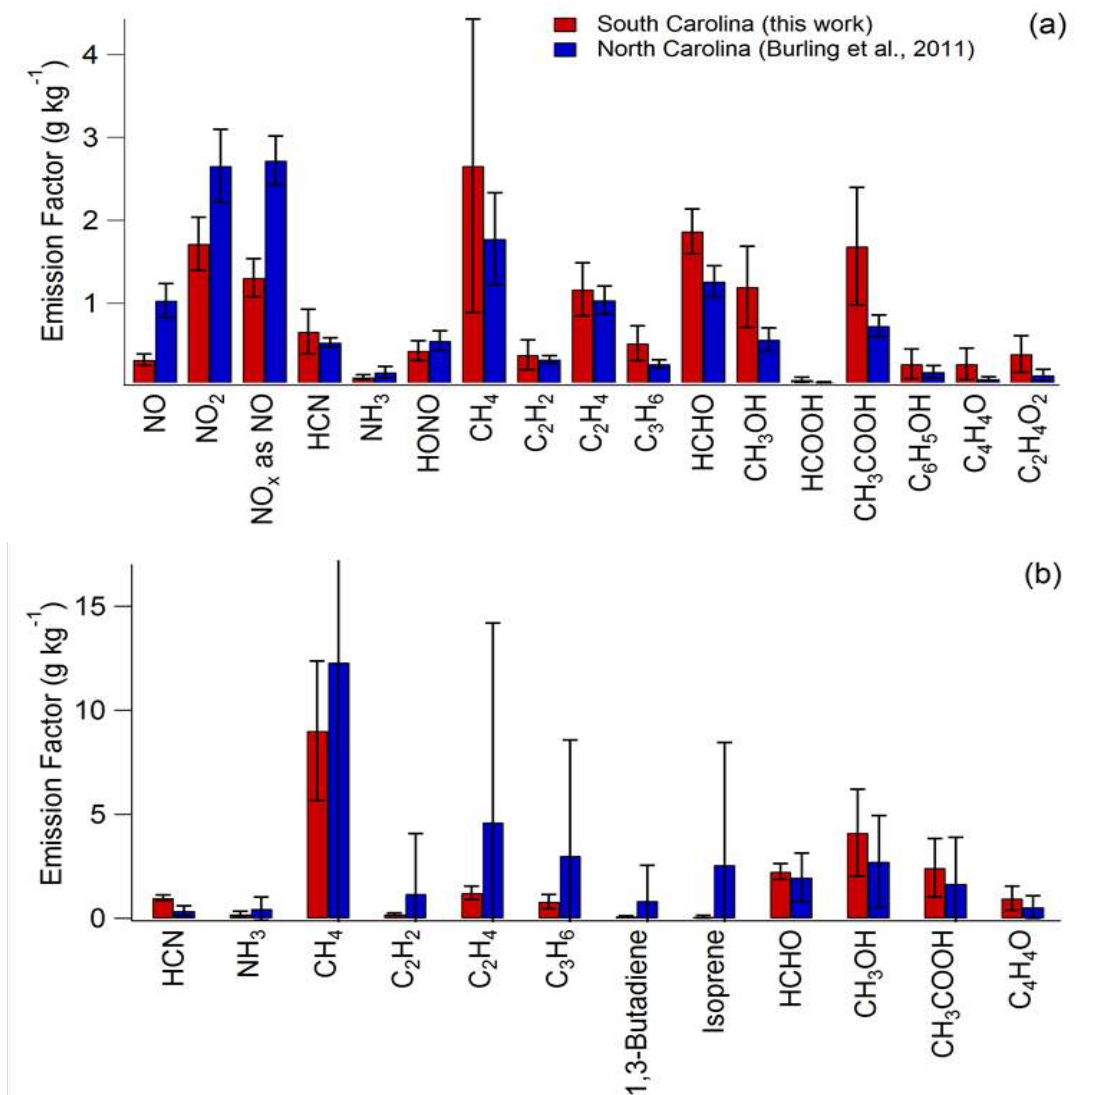 (a)
South Carolina (this work)
North Carolina (Burling et al., 2011)
Emission Factor (g kg⁻¹)
4
3
2
1
NO
NO₂
NOₓ as NO
HCN
NH₃
HONO
CH₄
C₂H₂
C₂H₄
C₃H₆
HCHO
CH₃OH
HCOOH
CH₃COOH
C₆H₅OH
C₄H₄O
C₂H₄O₂
(b)
Emission Factor (g kg⁻¹)
15
10
5
0
HCN
NH₃
CH₄
C₂H₂
C₂H₄
C₃H₆
1,3-Butadiene
Isoprene
HCHO
CH₃OH
CH₃COOH
C₄H₄O